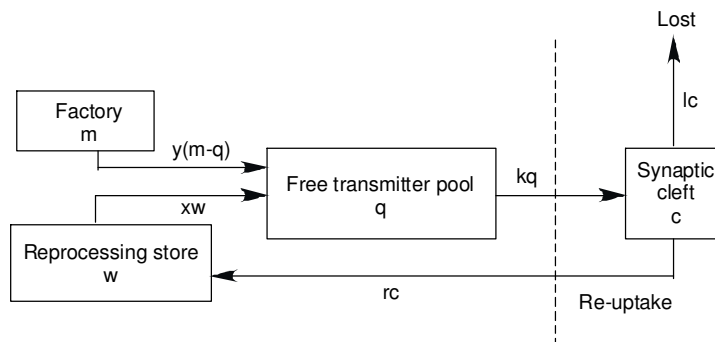 Lost
Factory
m
lc
y(m-q)
Free transmitter pool
q
kq
Synaptic
cleft
c
xw
Reprocessing store
w
rc
Re-uptake